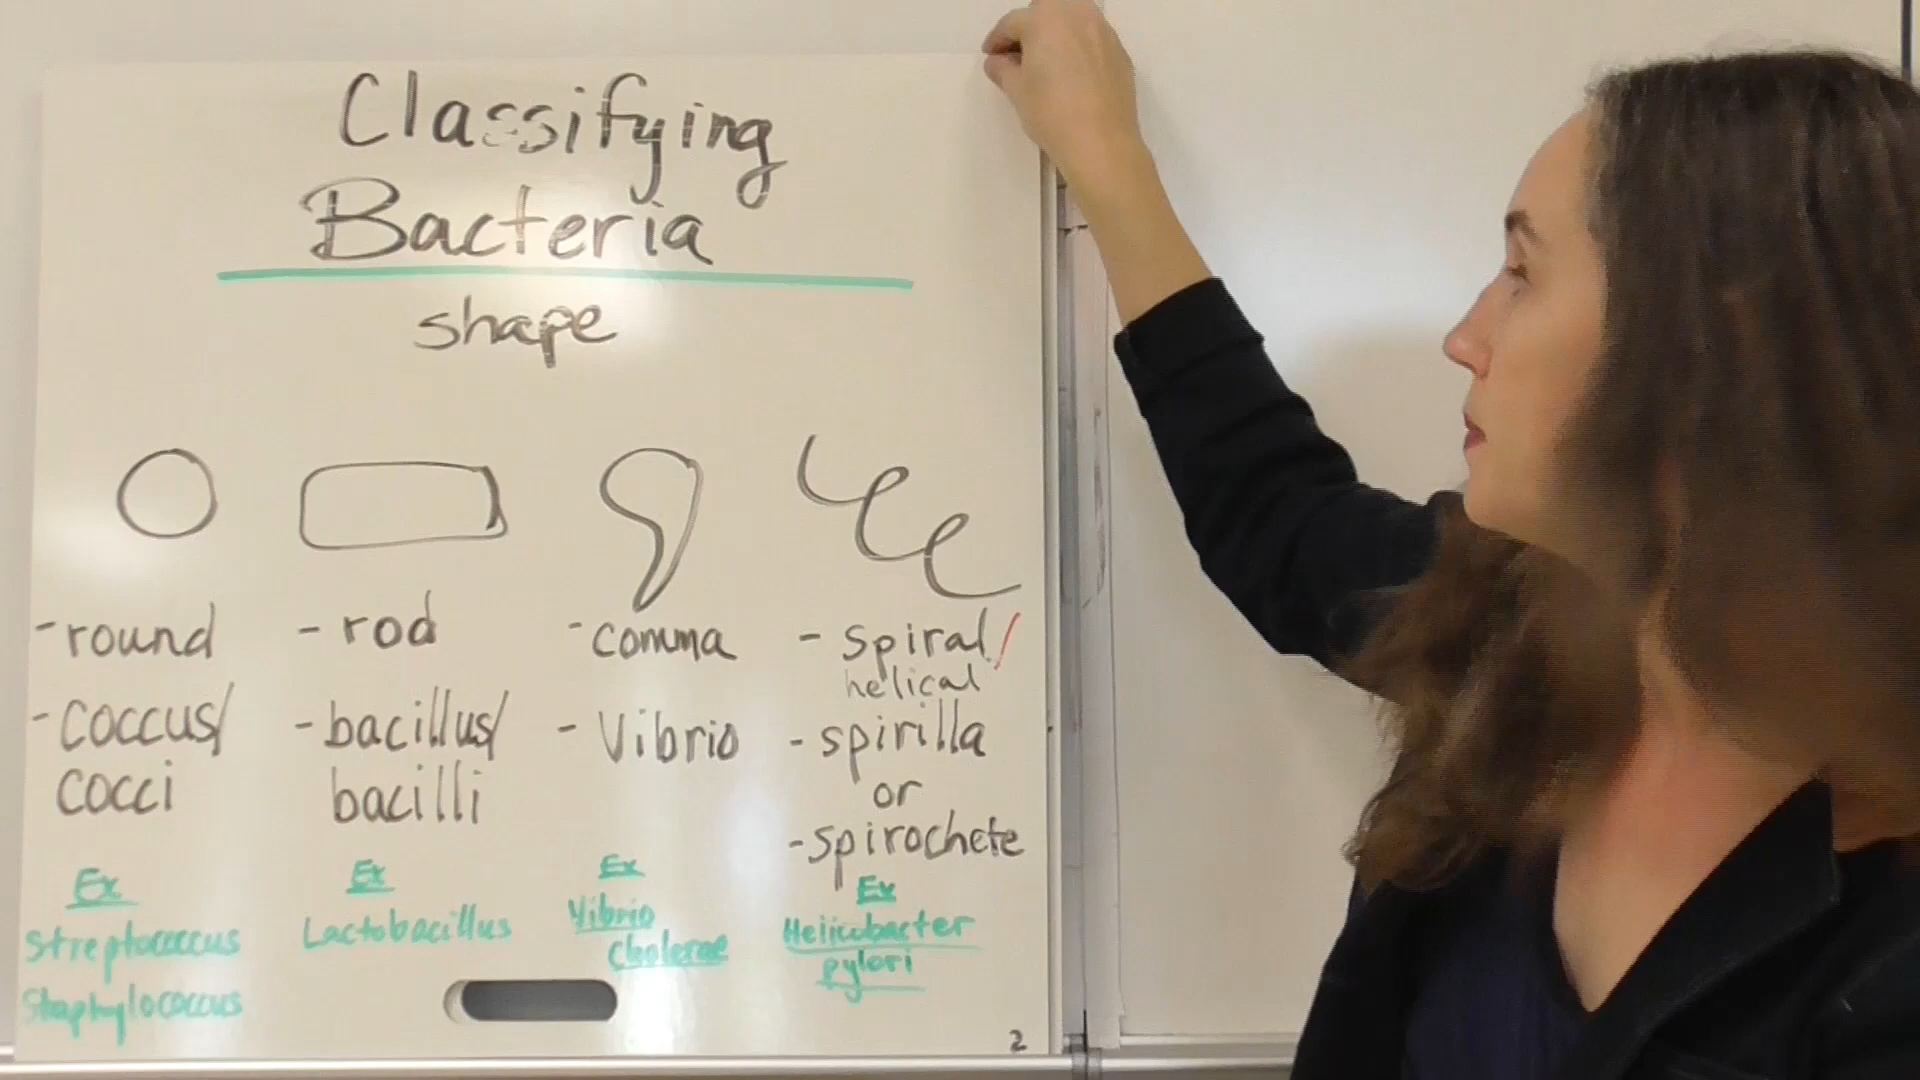 Classifying
Bacteria
shape
- round
- coccus/
cocci
Ex
Streptococcus
Staphylococcus
- rod
- bacillus/
bacilli
Ex
Lactobacillus
- comma
- Vibrio
Ex
Vibrio
Cholerae
- spiral/
helical
- spirilla
or
- spirochete
Ex
Helicobacter
pylori
2